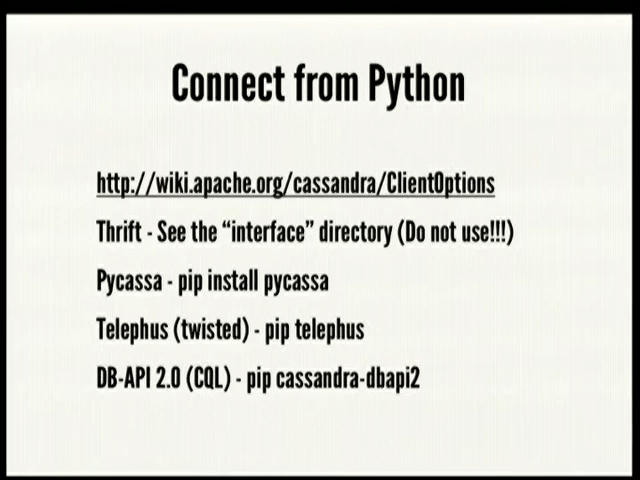 Connect from Python
http://wiki.apache.org/cassandra/ClientOptions
Thrift - See the “interface” directory (Do not use!!!)
Pycassa - pip install pycassa
Telephus (twisted) - pip telephus
DB-API 2.0 (CQL) - pip cassandra-dbapi2